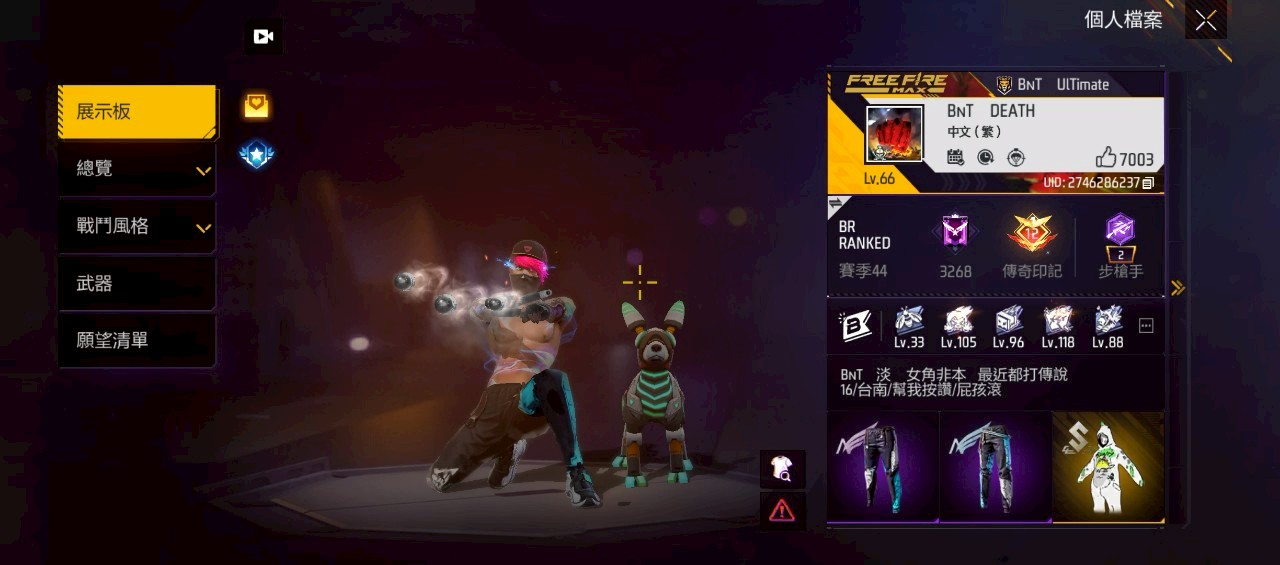 個人檔案
展示板
總覽
戰鬥風格
武器
願望清單
FREE FIRE
MAX
BNT UlTimate
BNT DEATH
中文(繁)
7003
Lv.66
UID: 2746286237
BR
RANKED
賽季44
3268
12
傳奇印記
2
步槍手
Lv.33 Lv.105 Lv.96 Lv.118 Lv.88
BNT 淡 女角非本 最近都打傳說
16/台南/幫我按讚/屁孩滾